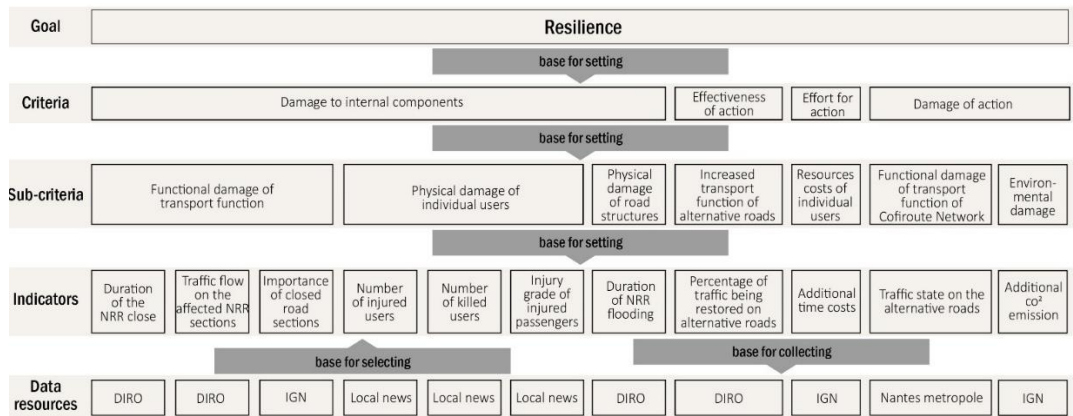 Goal
Resilience
base for setting
Criteria
Damage to internal components
Effectiveness
of action
Effort for
action
Damage of action
base for setting
Sub-criteria
Functional damage of
transport function
Physical damage of
individual users
Physical
damage
of road
structures
Increased
transport
function of
alternative roads
Resources
costs of
individual
users
Functional damage
of transport
function of
Cofiroute Network
Environ-
mental
damage
base for setting
Indicators
Duration
of the
NRR close
Traffic flow
on the
affected NRR
sections
Importance
of closed
road
sections
Number
of injured
users
Number
of killed
users
Injury
grade of
injured
passengers
Duration
of NRR
flooding
Percentage of
traffic being
restored on
alternative roads
Additional
time costs
Traffic state on the
alternative roads
Additional
co²
emission
base for selecting
base for collecting
Data
resources
DIRO
DIRO
IGN
Local news
Local news
Local news
DIRO
DIRO
IGN
Nantes metropole
IGN